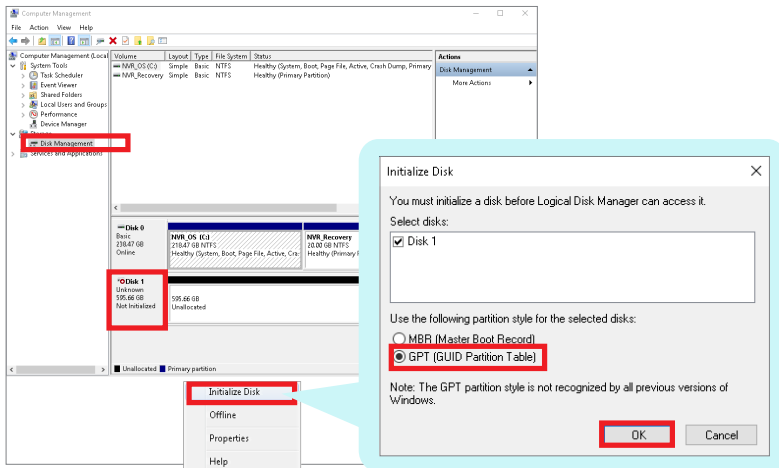 Computer Management
File Action View Help
Computer Management (Local
System Tools
Task Scheduler
Event Viewer
Shared Folders
Local Users and Groups
Performance
Device Manager
Storage
Disk Management
Services and Applications
Volume Layout Type File System Status
NVR_OS (C:) Simple Basic NTFS Healthy (System, Boot, Page File, Active, Crash Dump, Primary
NVR_Recovery Simple Basic NTFS Healthy (Primary Partition)
Actions
Disk Management
More Actions
Disk 0
Basic
218.47 GB
Online
NVR_OS (C:)
218.47 GB NTFS
Healthy (System, Boot, Page File, Active, Cra
NVR_Recovery
20.00 GB NTFS
Healthy (Primary P
Disk 1
Unknown
595.66 GB
Not Initialized
595.66 GB
Unallocated
Unallocated Primary partition
Initialize Disk
Offline
Properties
Help
Initialize Disk
You must initialize a disk before Logical Disk Manager can access it.
Select disks:
Disk 1
Use the following partition style for the selected disks:
MBR (Master Boot Record)
GPT (GUID Partition Table)
Note: The GPT partition style is not recognized by all previous versions of
Windows.
OK Cancel